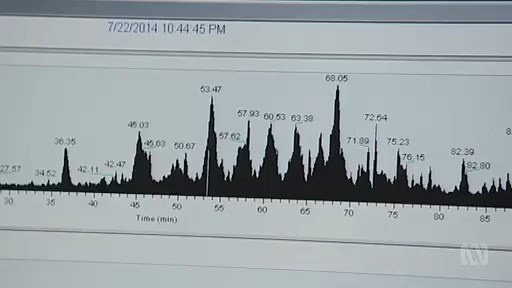 7/22/2014 10:44:45 PM
68.05
53.47
57.93 60.53 63.38 72.64
45.03
57.62
36.35 45.63 50.67 71.89 75.23
76.15 82.39
27.57 34.52 42.11 42.47 82.80
30 35 40 45 50 55 60 65 70 75 80 85
Time (min)